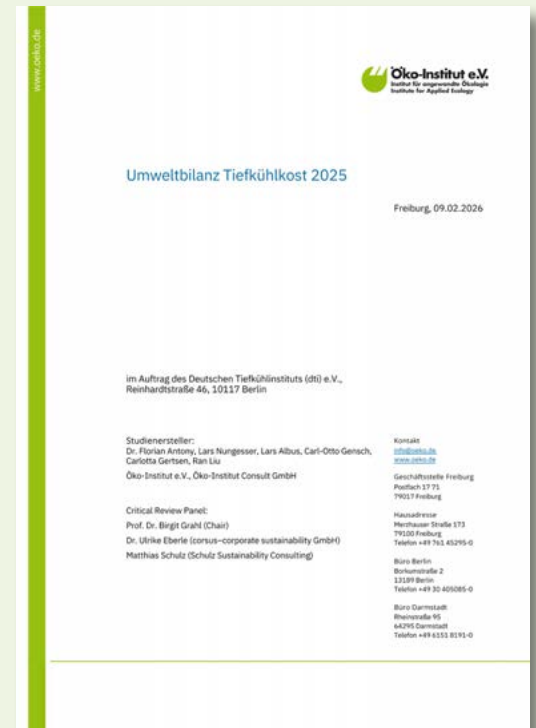 www.oeko.de
Öko-Institut e.V.
Institut für angewandte Ökologie
Institute for Applied Ecology
Umweltbilanz Tiefkühlkost 2025
Freiburg, 09.02.2026
im Auftrag des Deutschen Tiefkühlinstituts (dti) e.V.,
Reinhardtstraße 46, 10117 Berlin
Studienersteller:
Dr. Florian Antony, Lars Nungesser, Lars Albus, Carl-Otto Gensch,
Carlotta Gertsen, Ran Liu
Öko-Institut e.V., Öko-Institut Consult GmbH
Critical Review Panel:
Prof. Dr. Birgit Grahl (Chair)
Dr. Ulrike Eberle (corsus–corporate sustainability GmbH)
Matthias Schulz (Schulz Sustainability Consulting)
Kontakt
info@oeko.de
www.oeko.de
Geschäftsstelle Freiburg
Postfach 17 71
79017 Freiburg
Hausadresse
Merzhauser Straße 173
79100 Freiburg
Telefon +49 761 45295-0
Büro Berlin
Borkumstraße 2
13189 Berlin
Telefon +49 30 405085-0
Büro Darmstadt
Rheinstraße 95
64295 Darmstadt
Telefon +49 6151 8191-0